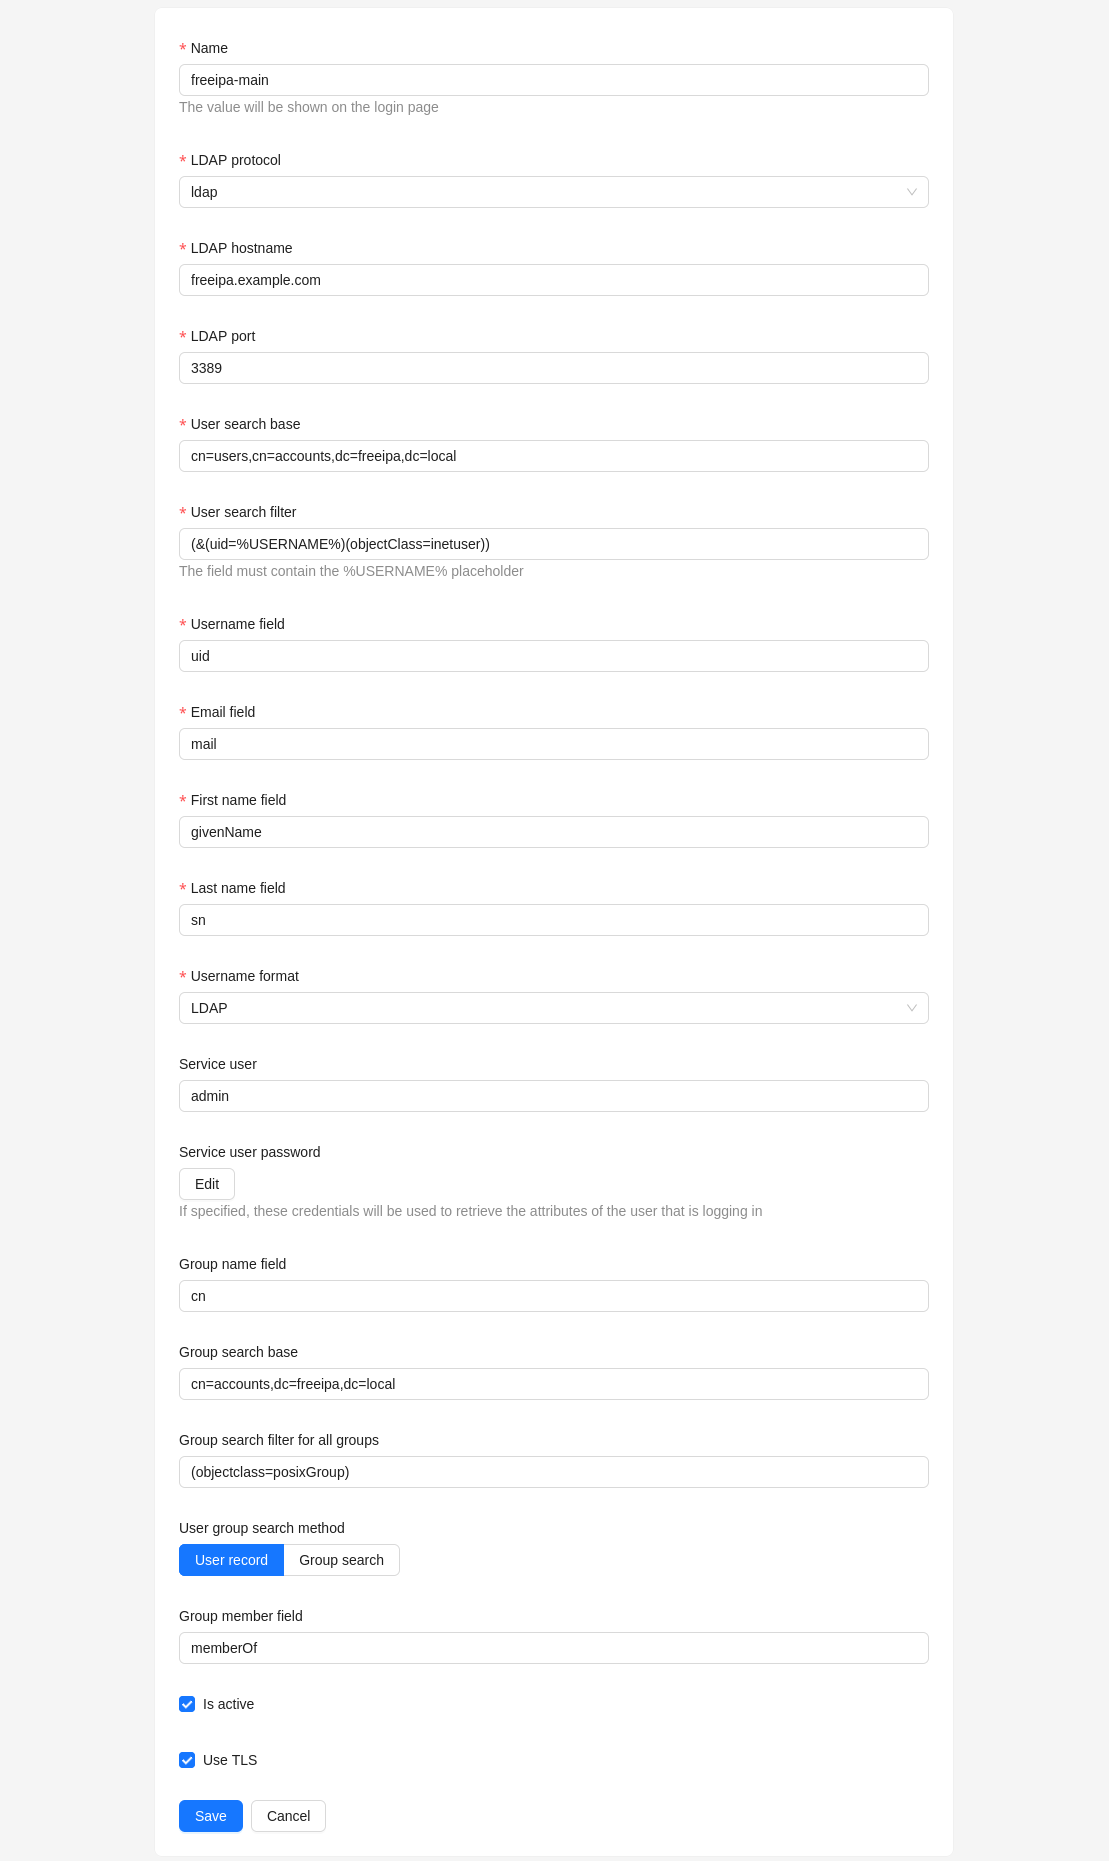 * Name
freeipa-main
The value will be shown on the login page
* LDAP protocol
ldap
* LDAP hostname
freeipa.example.com
* LDAP port
3389
* User search base
cn=users,cn=accounts,dc=freeipa,dc=local
* User search filter
(&(uid=%USERNAME%)(objectClass=inetuser))
The field must contain the %USERNAME% placeholder
* Username field
uid
* Email field
mail
* First name field
givenName
* Last name field
sn
* Username format
LDAP
Service user
admin
Service user password
Edit
If specified, these credentials will be used to retrieve the attributes of the user that is logging in
Group name field
cn
Group search base
cn=accounts,dc=freeipa,dc=local
Group search filter for all groups
(objectclass=posixGroup)
User group search method
User record Group search
Group member field
memberOf
Is active
Use TLS
Save Cancel